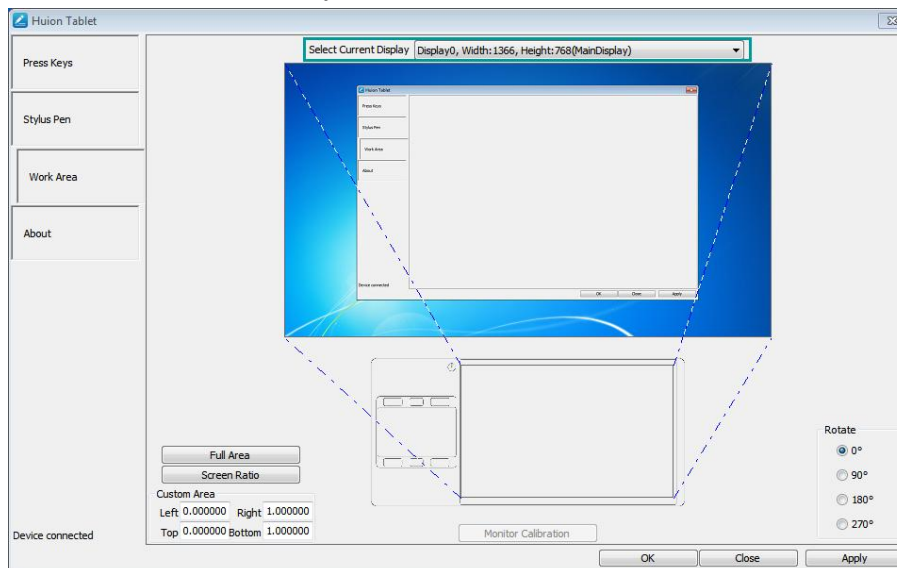 Huion Tablet
Press Keys
Stylus Pen
Work Area
About
Device connected
Select Current Display Display0, Width:1366, Height:768(MainDisplay)
Huion Tablet
Press Keys
Stylus Pen
Work Area
About
Device connected
OK Close Apply
Full Area
Screen Ratio
Custom Area
Left 0.000000 Right 1.000000
Top 0.000000 Bottom 1.000000
Monitor Calibration
Rotate
0°
90°
180°
270°
OK Close Apply